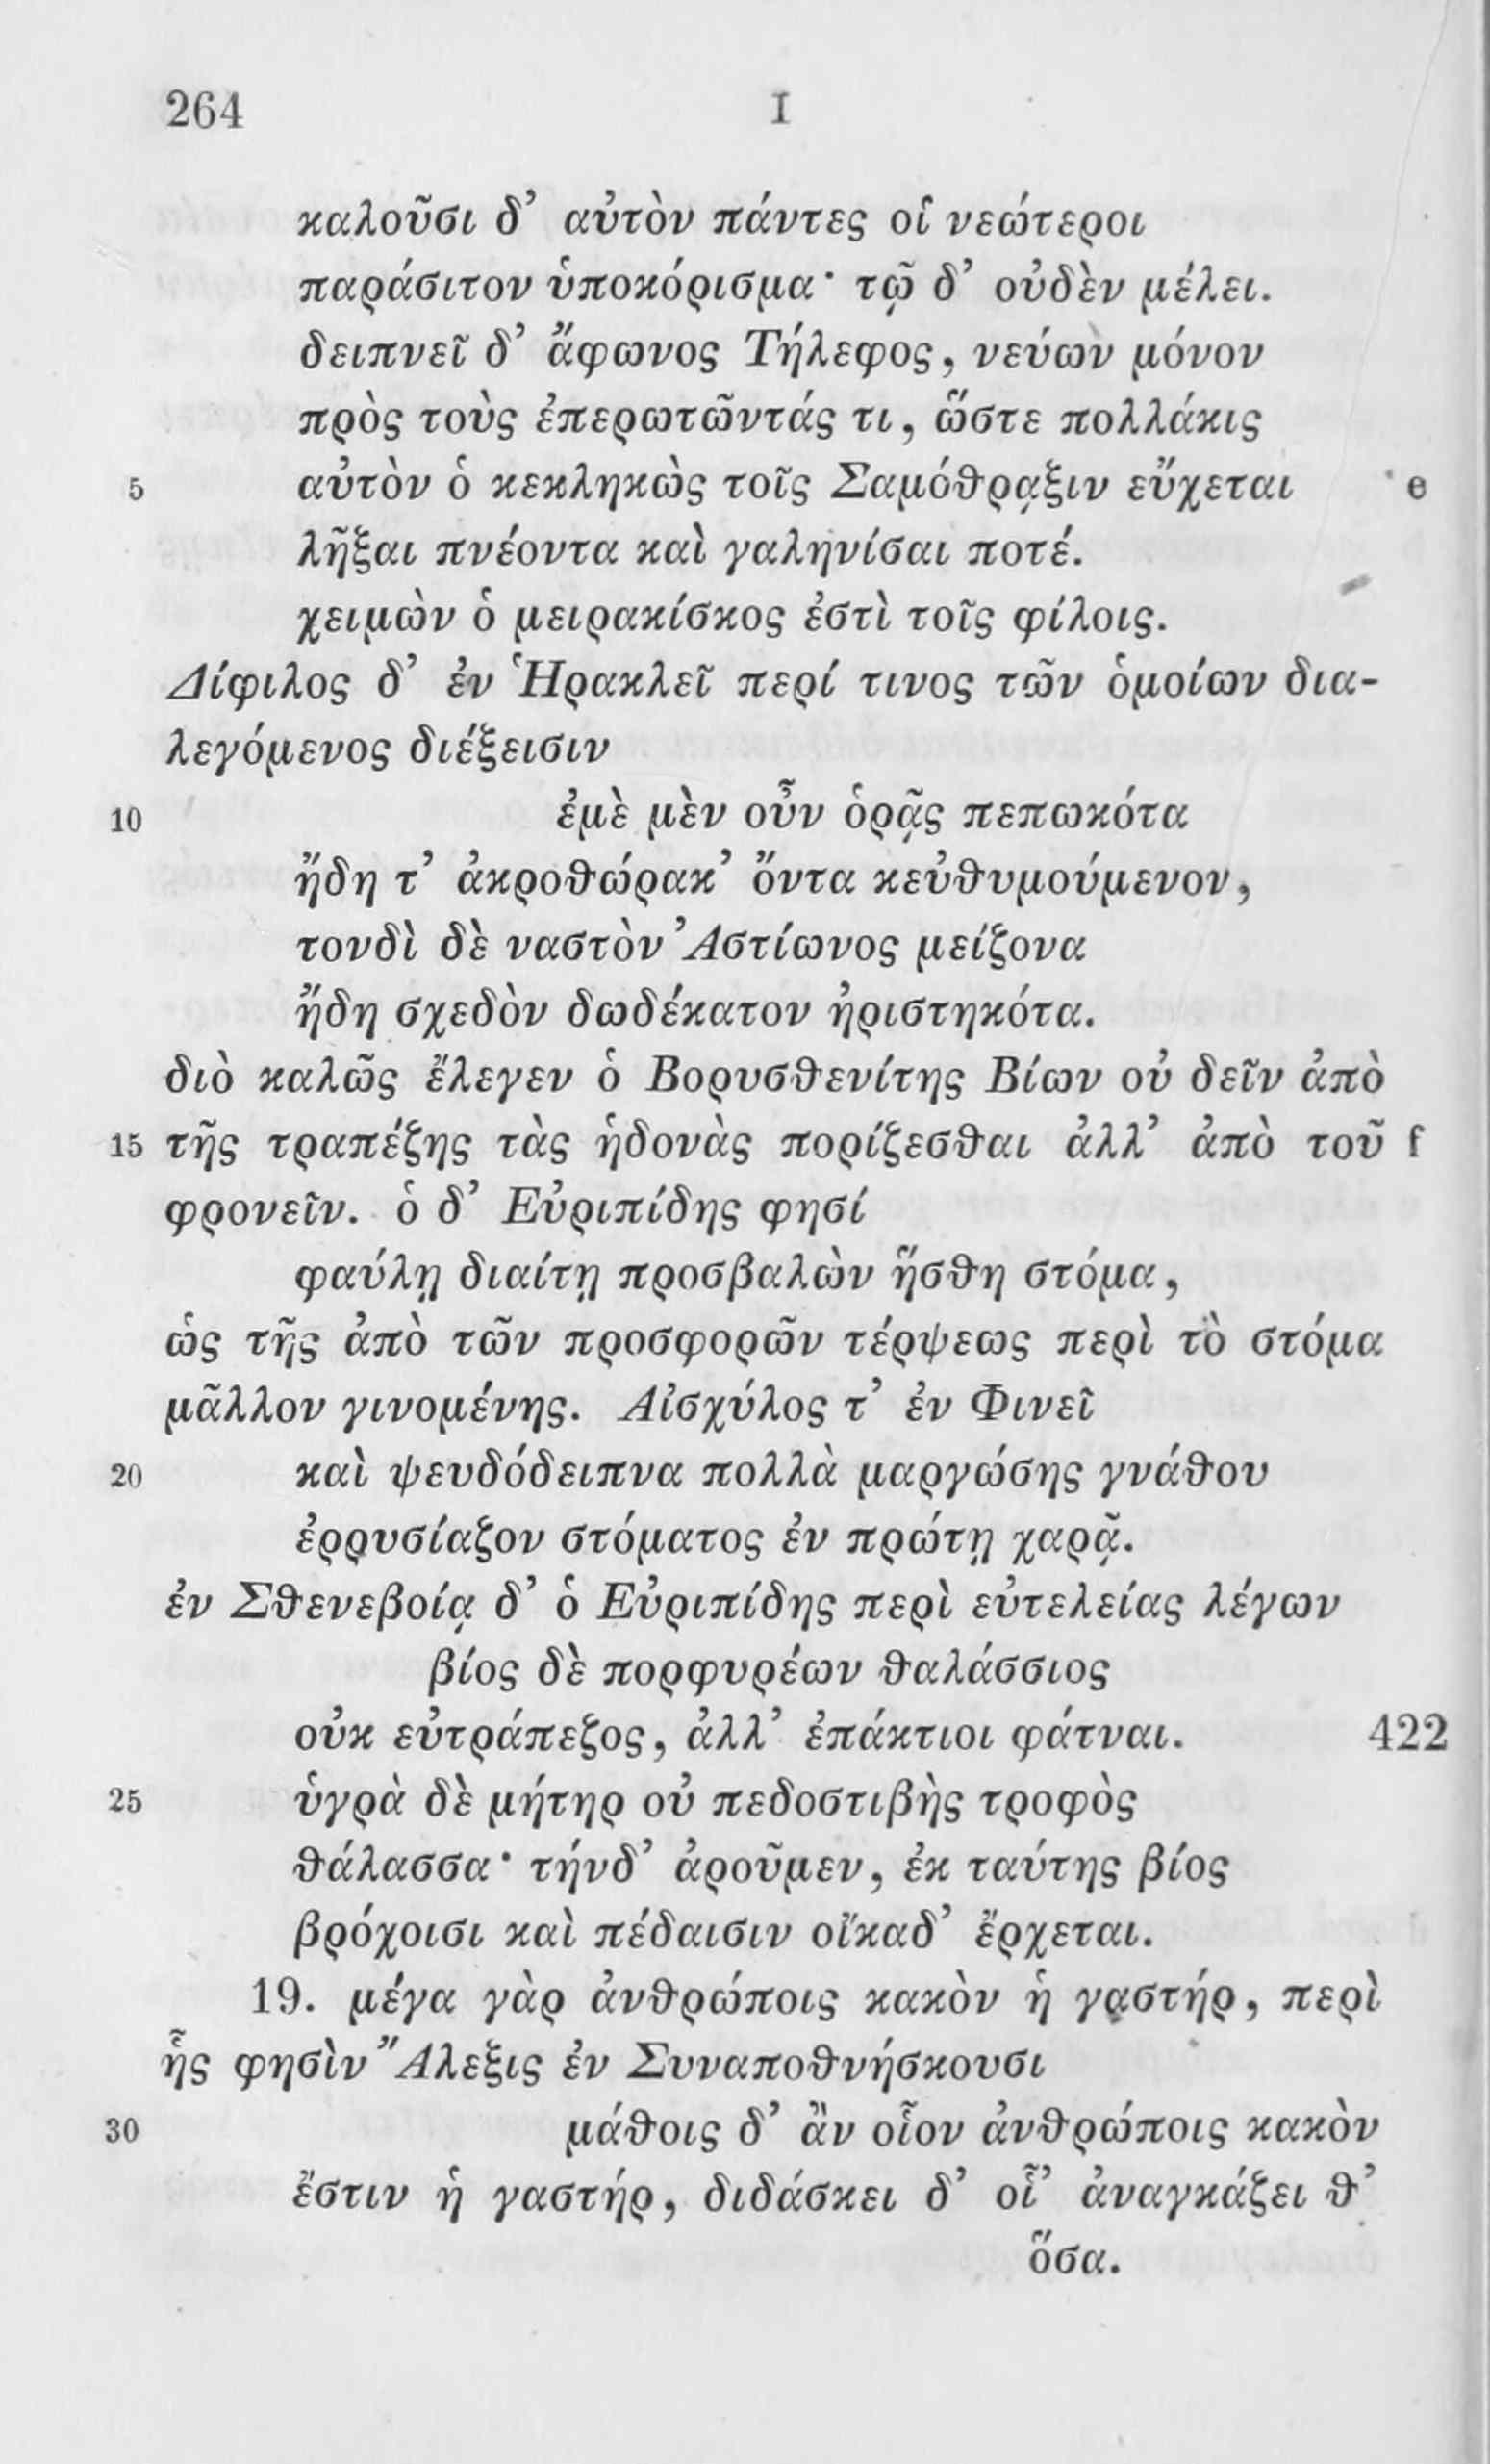 264 I
καλοῦσι δ’ αὐτὸν πάντες οἱ νεώτεροι
παράσιτον ὑποκόρισμα· τῷ δ’ οὐδὲν μέλει.
δειπνεῖ δ’ ἄφωνος Τήλεφος, νεύων μόνον
πρὸς τοὺς ἐπερωτῶντάς τι, ὥστε πολλάκις
5 αὐτὸν ὁ κεκληκὼς τοῖς Σαμόθρᾳξιν εὔχεται e
λῆξαι πνέοντα καὶ γαληνίσαι ποτέ.
χειμὼν ὁ μειρακίσκος ἐστὶ τοῖς φίλοις.
Δίφιλος δ’ ἐν Ἡρακλεῖ περί τινος τῶν ὁμοίων δια-
λεγόμενος διέξεισιν
10 ἐμὲ μὲν οὖν ὁρᾷς πεπωκότα
ἤδη τ’ ἀκροθώρακ’ ὄντα κεὐθυμούμενον,
τονδὶ δὲ ναστὸν Ἀστίωνος μείζονα
ἤδη σχεδὸν δωδέκατον ἠριστηκότα.
διὸ καλῶς ἔλεγεν ὁ Βορυσθενίτης Βίων οὐ δεῖν ἀπὸ
15 τῆς τραπέζης τὰς ἡδονὰς πορίζεσθαι ἀλλ’ ἀπὸ τοῦ f
φρονεῖν. ὁ δ’ Εὐριπίδης φησί
φαύλῃ διαίτῃ προσβαλὼν ἥσθη στόμα,
ὡς τῆς ἀπὸ τῶν προσφορῶν τέρψεως περὶ τὸ στόμα
μᾶλλον γινομένης. Αἰσχύλος τ’ ἐν Φινεῖ
20 καὶ ψευδόδειπνα πολλὰ μαργώσης γνάθου
ἐρρυσίαζον στόματος ἐν πρώτῃ χαρᾷ.
ἐν Σθενεβοίᾳ δ’ ὁ Εὐριπίδης περὶ εὐτελείας λέγων
βίος δὲ πορφυρέων θαλάσσιος
οὐκ εὐτράπεζος, ἀλλ’ ἐπάκτιοι φάτναι. 422
25 ὑγρὰ δὲ μήτηρ οὐ πεδοστιβὴς τροφὸς
θάλασσα· τήνδ’ ἀροῦμεν, ἐκ ταύτης βίος
βρόχοισι καὶ πέδαισιν οἴκαδ’ ἔρχεται.
19. μέγα γὰρ ἀνθρώποις κακὸν ἡ γαστήρ, περὶ
ἧς φησὶν Ἄλεξις ἐν Συναποθνήσκουσι
30 μάθοις δ’ ἂν οἷον ἀνθρώποις κακὸν
ἔστιν ἡ γαστήρ, διδάσκει δ’ οἷ’ ἀναγκάζει θ’
ὅσα.